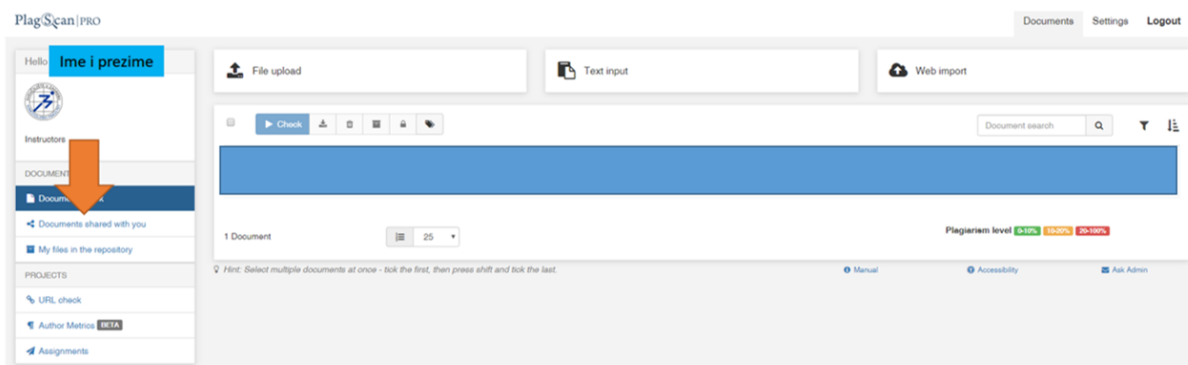 PlagScan|PRO
Documents
Settings
Logout
Hello
Ime i prezime
File upload
Text input
Web import
Instructors
Check
Document search
DOCUMENT
Documents shared with you
My files in the repository
1 Document
25
Plagiarism level 0-10% 10-20% 20-100%
Hint: Select multiple documents at once - tick the first, then press shift and tick the last.
Manual
Accessibility
Ask Admin
PROJECTS
URL check
Author Metrics BETA
Assignments